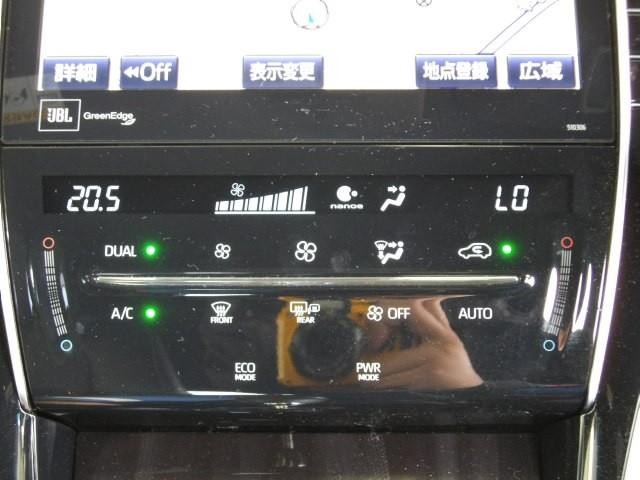 詳細 ◀◀Off 表示変更 地点登録 広域
JBL GreenEdge 510306
20.5 nanoe LO
DUAL
A/C FRONT REAR OFF AUTO
ECO MODE PWR MODE